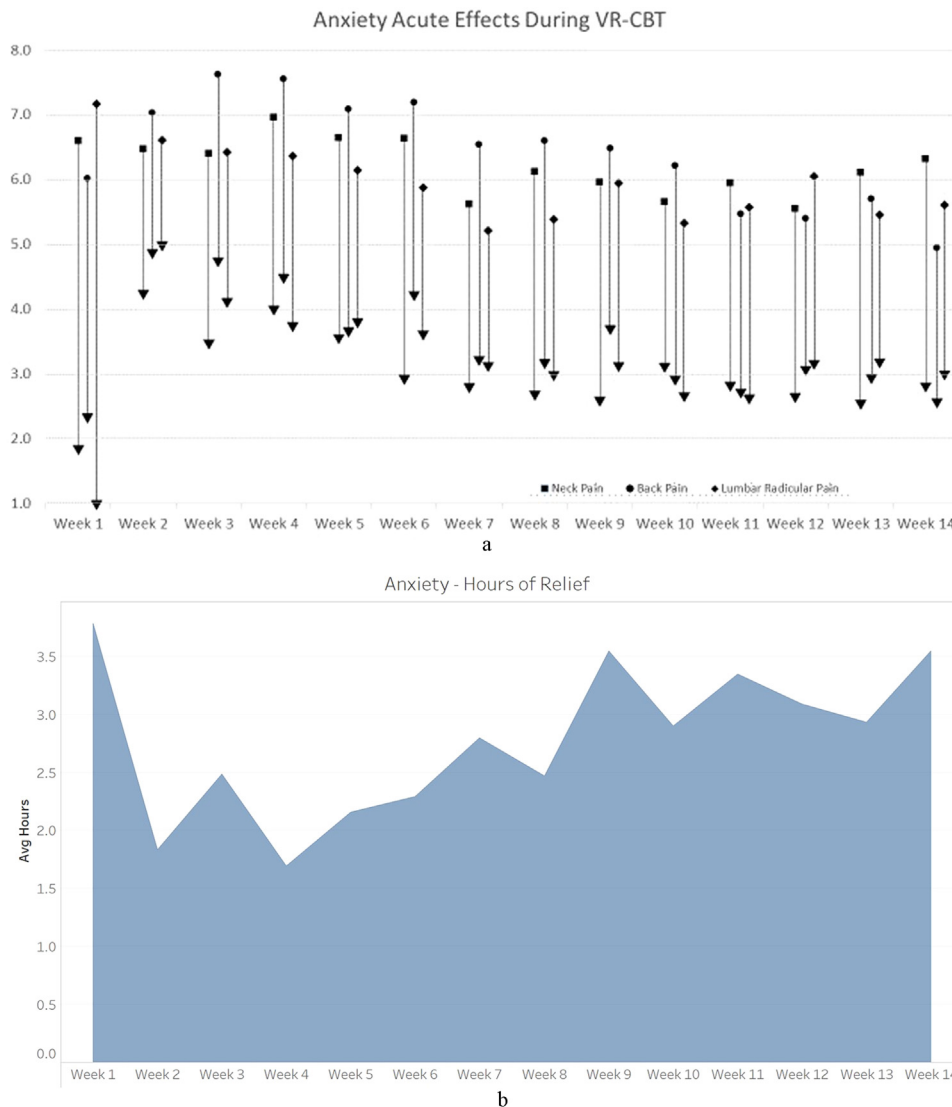 Anxiety Acute Effects During VR-CBT
8.0
7.0
6.0
5.0
4.0
3.0
2.0
1.0
Neck Pain Back Pain Lumbar Radicular Pain
Week 1 Week 2 Week 3 Week 4 Week 5 Week 6 Week 7 Week 8 Week 9 Week 10 Week 11 Week 12 Week 13 Week 14
a
Anxiety - Hours of Relief
3.5
3.0
2.5
2.0
1.5
1.0
0.5
0.0
Avg Hours
Week 1 Week 2 Week 3 Week 4 Week 5 Week 6 Week 7 Week 8 Week 9 Week 10 Week 11 Week 12 Week 13 Week 14
b